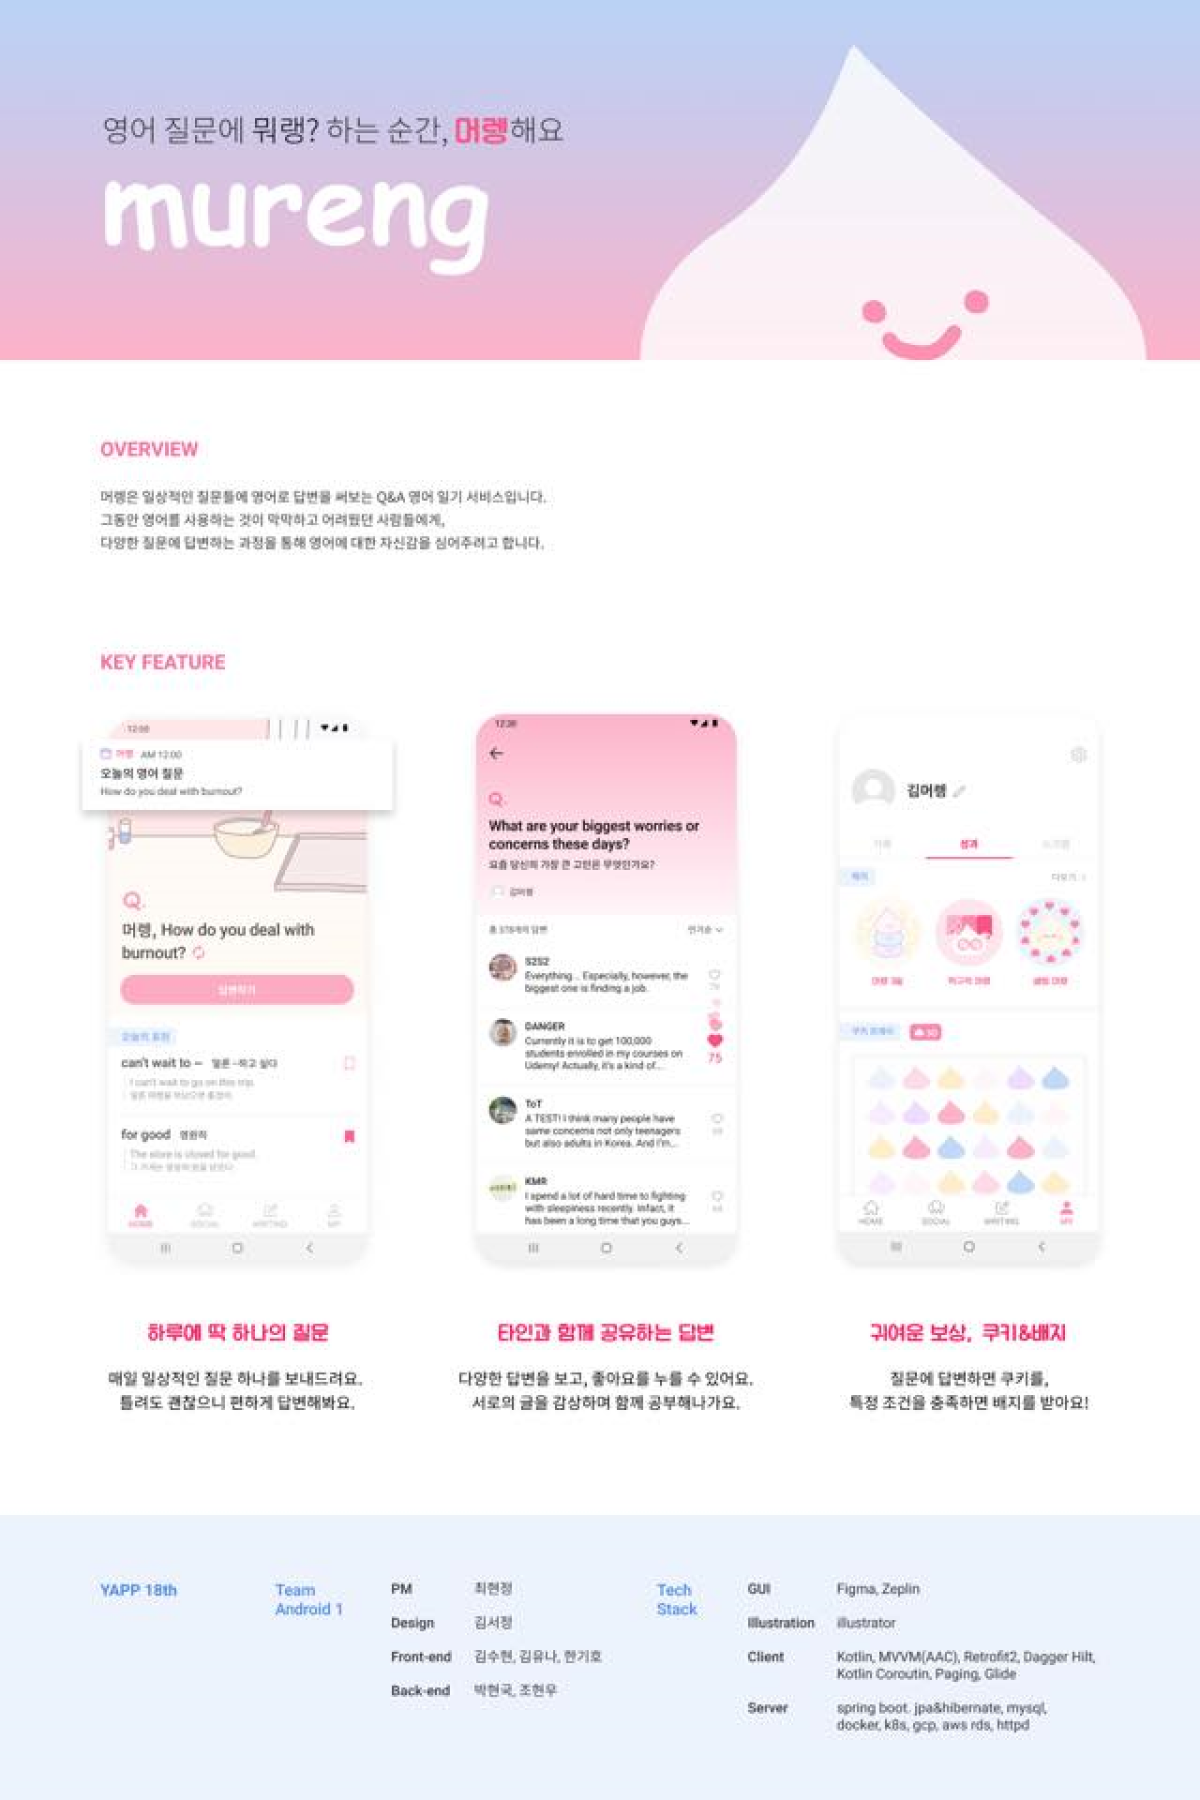 영어 질문에 뭐랭? 하는 순간, 머렝해요
mureng
OVERVIEW
머렝은 일상적인 질문들에 영어로 답변을 써보는 Q&A 영어 일기 서비스입니다.
그동안 영어를 사용하는 것이 막막하고 어려웠던 사람들에게,
다양한 질문에 답변하는 과정을 통해 영어에 대한 자신감을 심어주려고 합니다.
KEY FEATURE
12:00
머렝 AM 12:00
오늘의 영어 질문
How do you deal with burnout?
Q.
머렝, How do you deal with
burnout?
답변하기
오늘의 표현
can't wait to ~ 얼른 ~하고 싶다
I can't wait to go on this trip.
for good 영원히
The store is closed for good.
HOME SOCIAL WRITING MY
12:30
Q.
What are your biggest worries or
concerns these days?
요즘 당신의 가장 큰 고민은 무엇인가요?
김머렝
인기순
S2S2
Everything... Especially, however, the
biggest one is finding a job.
DANGER
Currently it is to get 100,000
students enrolled in my courses on
Udemy! Actually, it's a kind of...
75
ToT
A TEST! I think many people have
same concerns not only teenagers
but also adults in Korea. And I'm...
KMR
I spend a lot of hard time to fighting
with sleepiness recently. Infact, it
has been a long time that you guys...
김머렝
성과
배지
더보기
HOME SOCIAL WRITING MY
하루에 딱 하나의 질문
매일 일상적인 질문 하나를 보내드려요.
틀려도 괜찮으니 편하게 답변해봐요.
타인과 함께 공유하는 답변
다양한 답변을 보고, 좋아요를 누를 수 있어요.
서로의 글을 감상하며 함께 공부해나가요.
귀여운 보상, 쿠키&배지
질문에 답변하면 쿠키를,
특정 조건을 충족하면 배지를 받아요!
YAPP 18th
Team
Android 1
PM 최현정
Design 김서정
Front-end 김수현, 김유나, 한기호
Back-end 박현국, 조현우
Tech
Stack
GUI Figma, Zeplin
Illustration illustrator
Client Kotlin, MVVM(AAC), Retrofit2, Dagger Hilt,
Kotlin Coroutin, Paging, Glide
Server spring boot. jpa&hibernate, mysql,
docker, k8s, gcp, aws rds, httpd